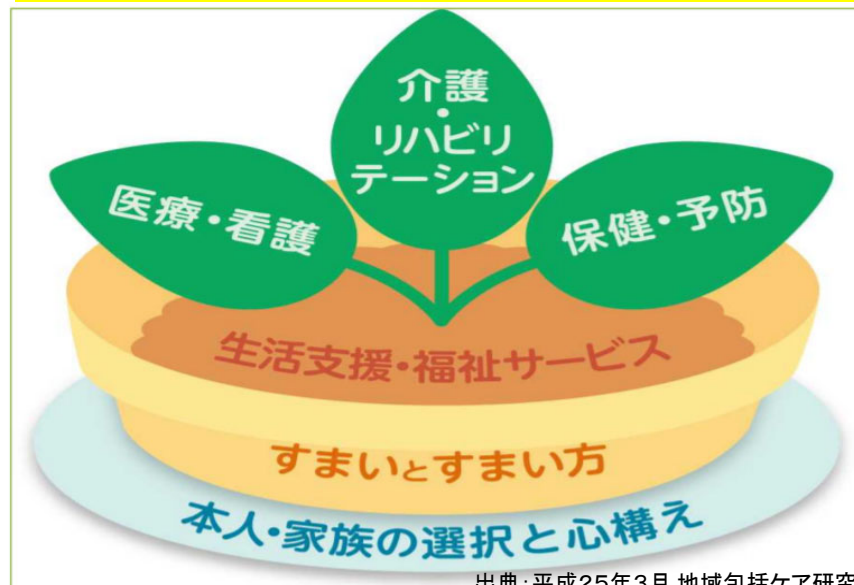 介護
・
リハビリ
テーション
医療・看護
保健・予防
生活支援・福祉サービス
すまいとすまい方
本人・家族の選択と心構え
出典:平成25年3月 地域包括ケア研究